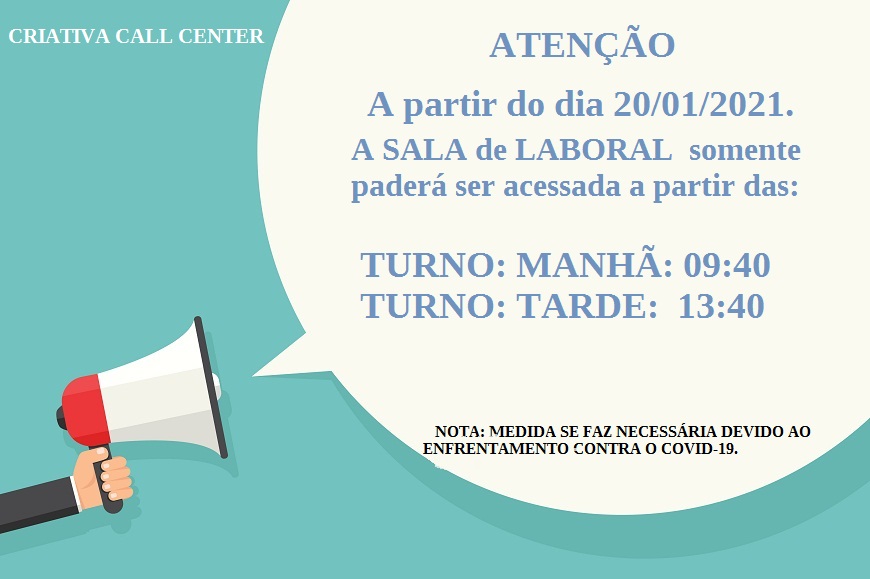 CRIATIVA CALL CENTER
ATENÇÃO
A partir do dia 20/01/2021.
A SALA de LABORAL somente
paderá ser acessada a partir das:
TURNO: MANHÃ: 09:40
TURNO: TARDE: 13:40
NOTA: MEDIDA SE FAZ NECESSÁRIA DEVIDO AO
ENFRENTAMENTO CONTRA O COVID-19.